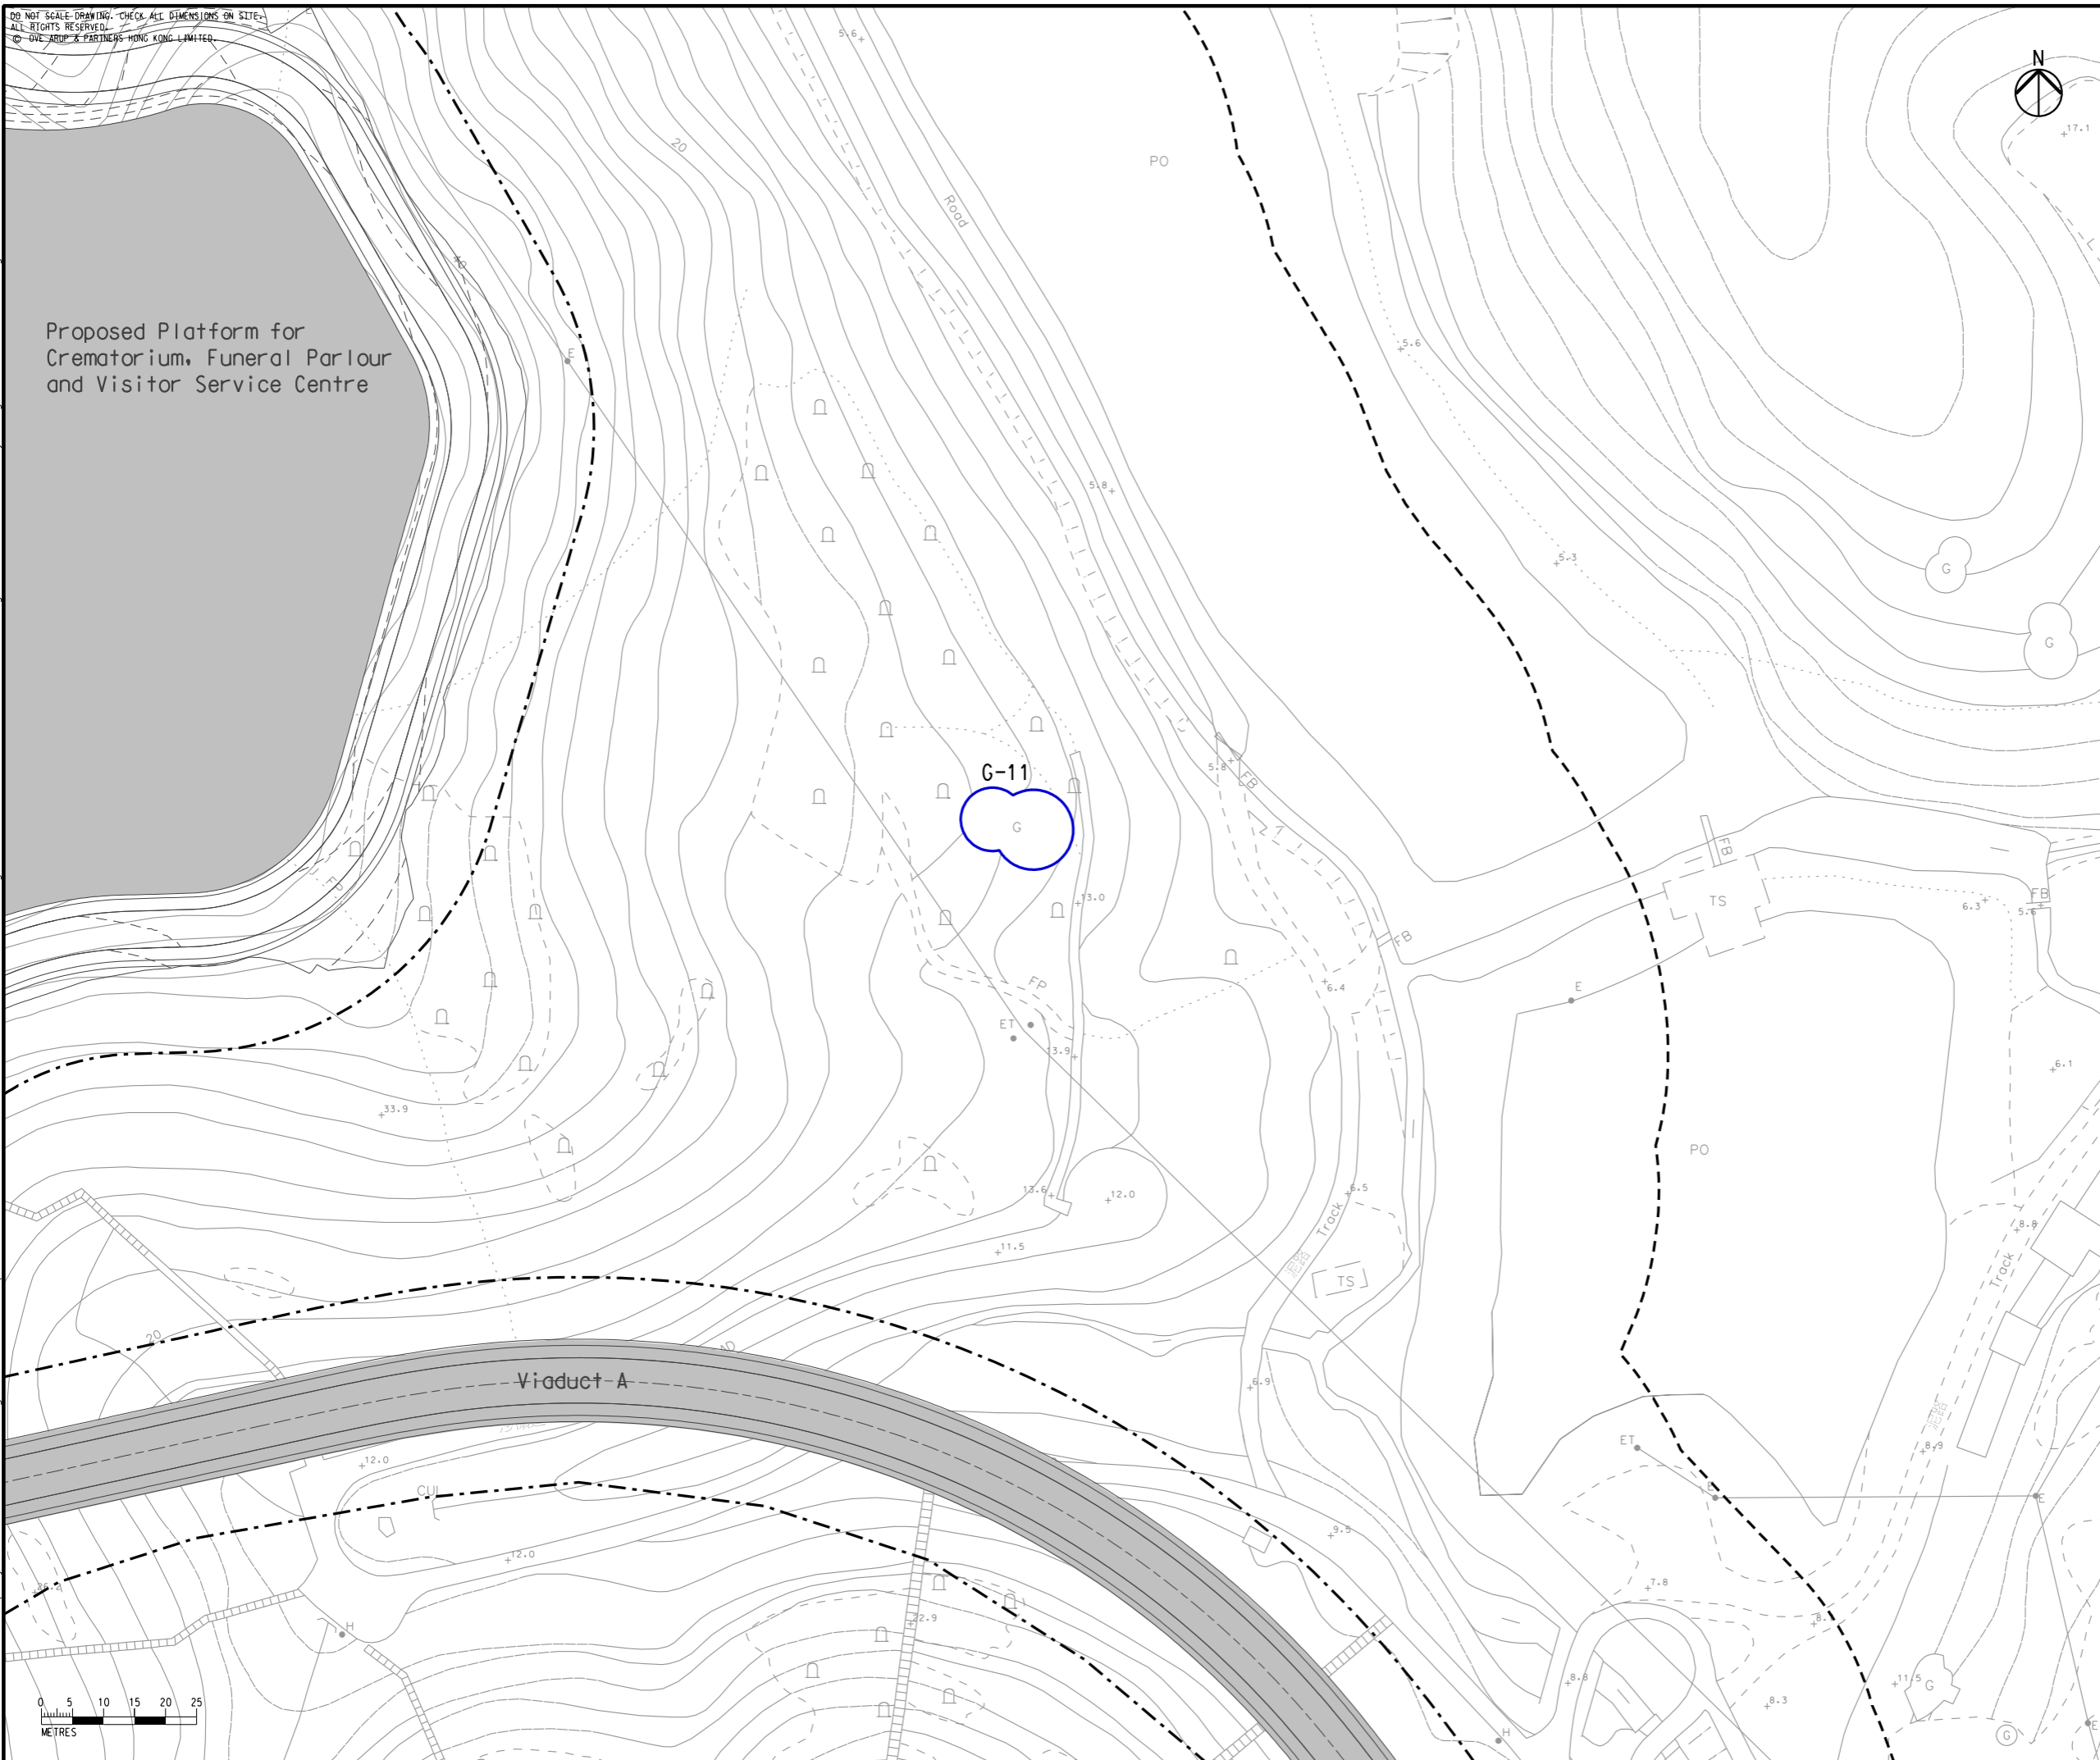 DO NOT SCALE DRAWING. CHECK ALL DIMENSIONS ON SITE.
ALL RIGHTS RESERVED.
© OVE ARUP & PARTNERS HONG KONG LIMITED.
N
5.6
17.1
20
PO
Road
Proposed Platform for
Crematorium, Funeral Parlour
and Visitor Service Centre
E
5.6
5.8
5.3
G
G
5.8
FB
G-11
G
FB
TS
FP
13.0
6.3
FB
5.6
FB
6.4
FP
E
ET
13.9
6.1
33.9
PO
13.6
12.0
6.5
Track
8.8
11.5
Track
TS
20
Viaduct A
6.9
ET
8.9
12.0
CUL
E
E
9.5
12.0
7.8
22.9
H
8.8
11.5
G
8.3
0 5 10 15 20 25
METRES
H
G
E